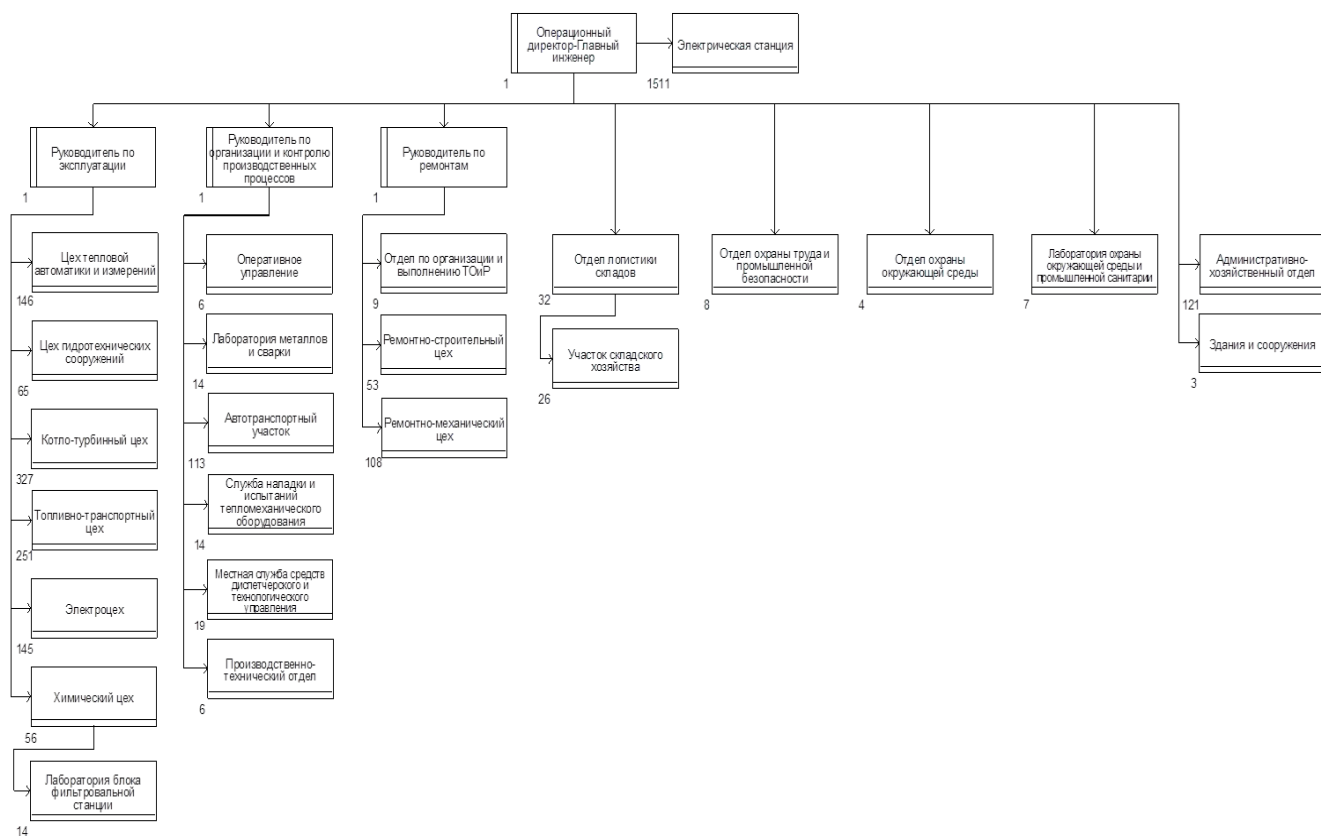 Операционный
директор-Главный
инженер
1
Электрическая станция
1511
Руководитель по
эксплуатации
1
Руководитель по
организации и контролю
производственных
процессов
1
Руководитель по
ремонтам
1
Цех тепловой
автоматики и измерений
146
Цех гидротехнических
сооружений
65
Котло-турбинный цех
327
Топливно-транспортный
цех
251
Электроцех
145
Химический цех
56
Лаборатория блока
фильтровальной
станции
14
Оперативное
управление
6
Лаборатория металлов
и сварки
14
Автотранспортный
участок
113
Служба наладки и
испытаний
тепломеханического
оборудования
14
Местная служба средств
диспетчерского и
технологического
управления
19
Производственно-
технический отдел
6
Отдел по организации и
выполнению ТОиР
9
Ремонтно-строительный
цех
53
Ремонтно-механический
цех
108
Отдел логистики
складов
32
Участок складского
хозяйства
26
Отдел охраны труда и
промышленной
безопасности
8
Отдел охраны
окружающей среды
4
Лаборатория охраны
окружающей среды и
промышленной санитарии
7
Административно-
хозяйственный отдел
121
Здания и сооружения
3